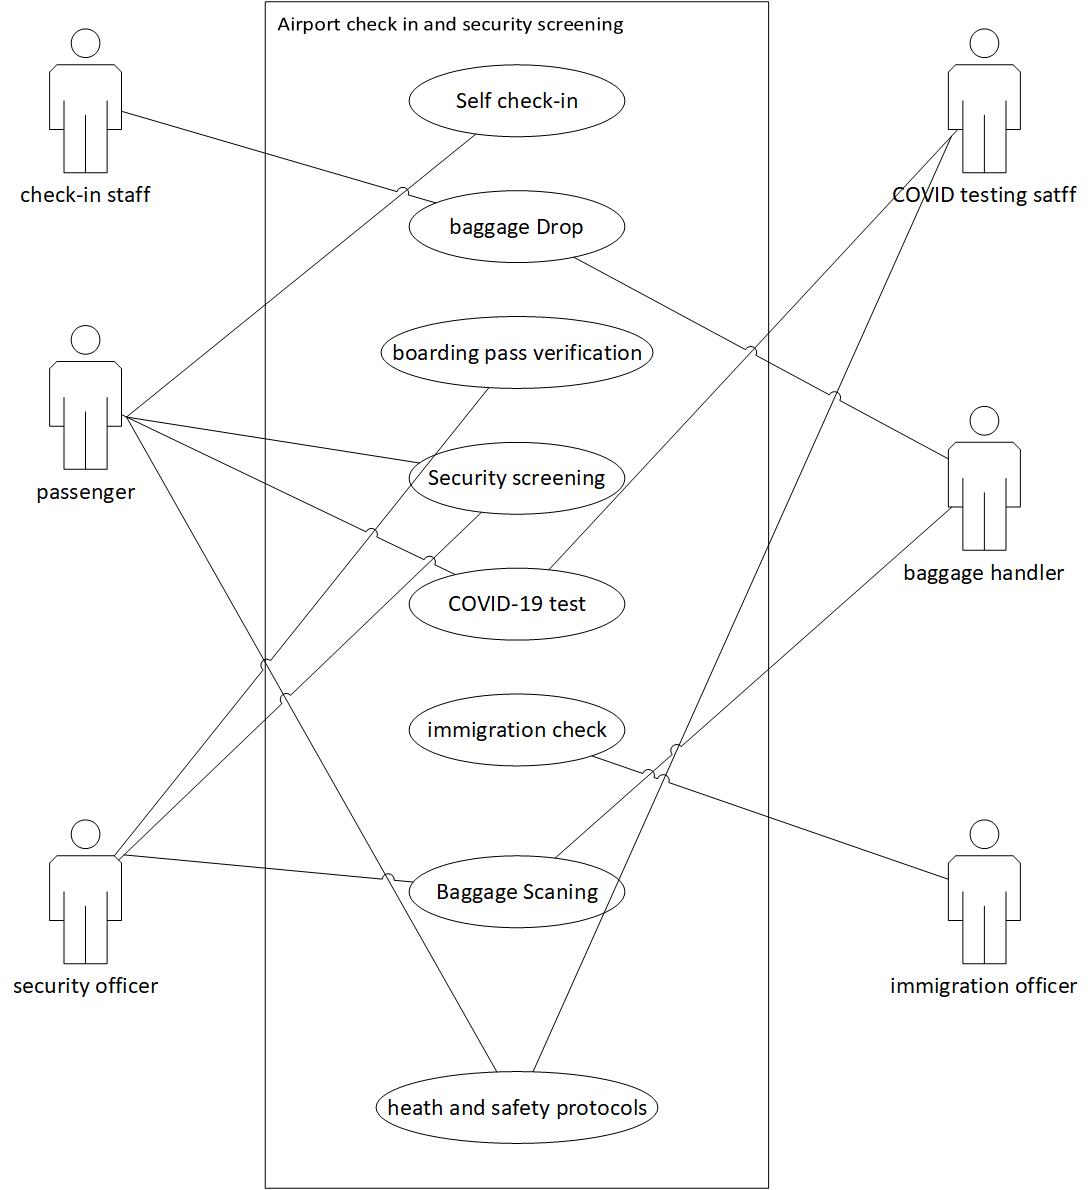 Airport check in and security screening
Self check-in
check-in staff
COVID testing satff
baggage Drop
boarding pass verification
passenger
Security screening
baggage handler
COVID-19 test
immigration check
Baggage Scaning
security officer
immigration officer
heath and safety protocols